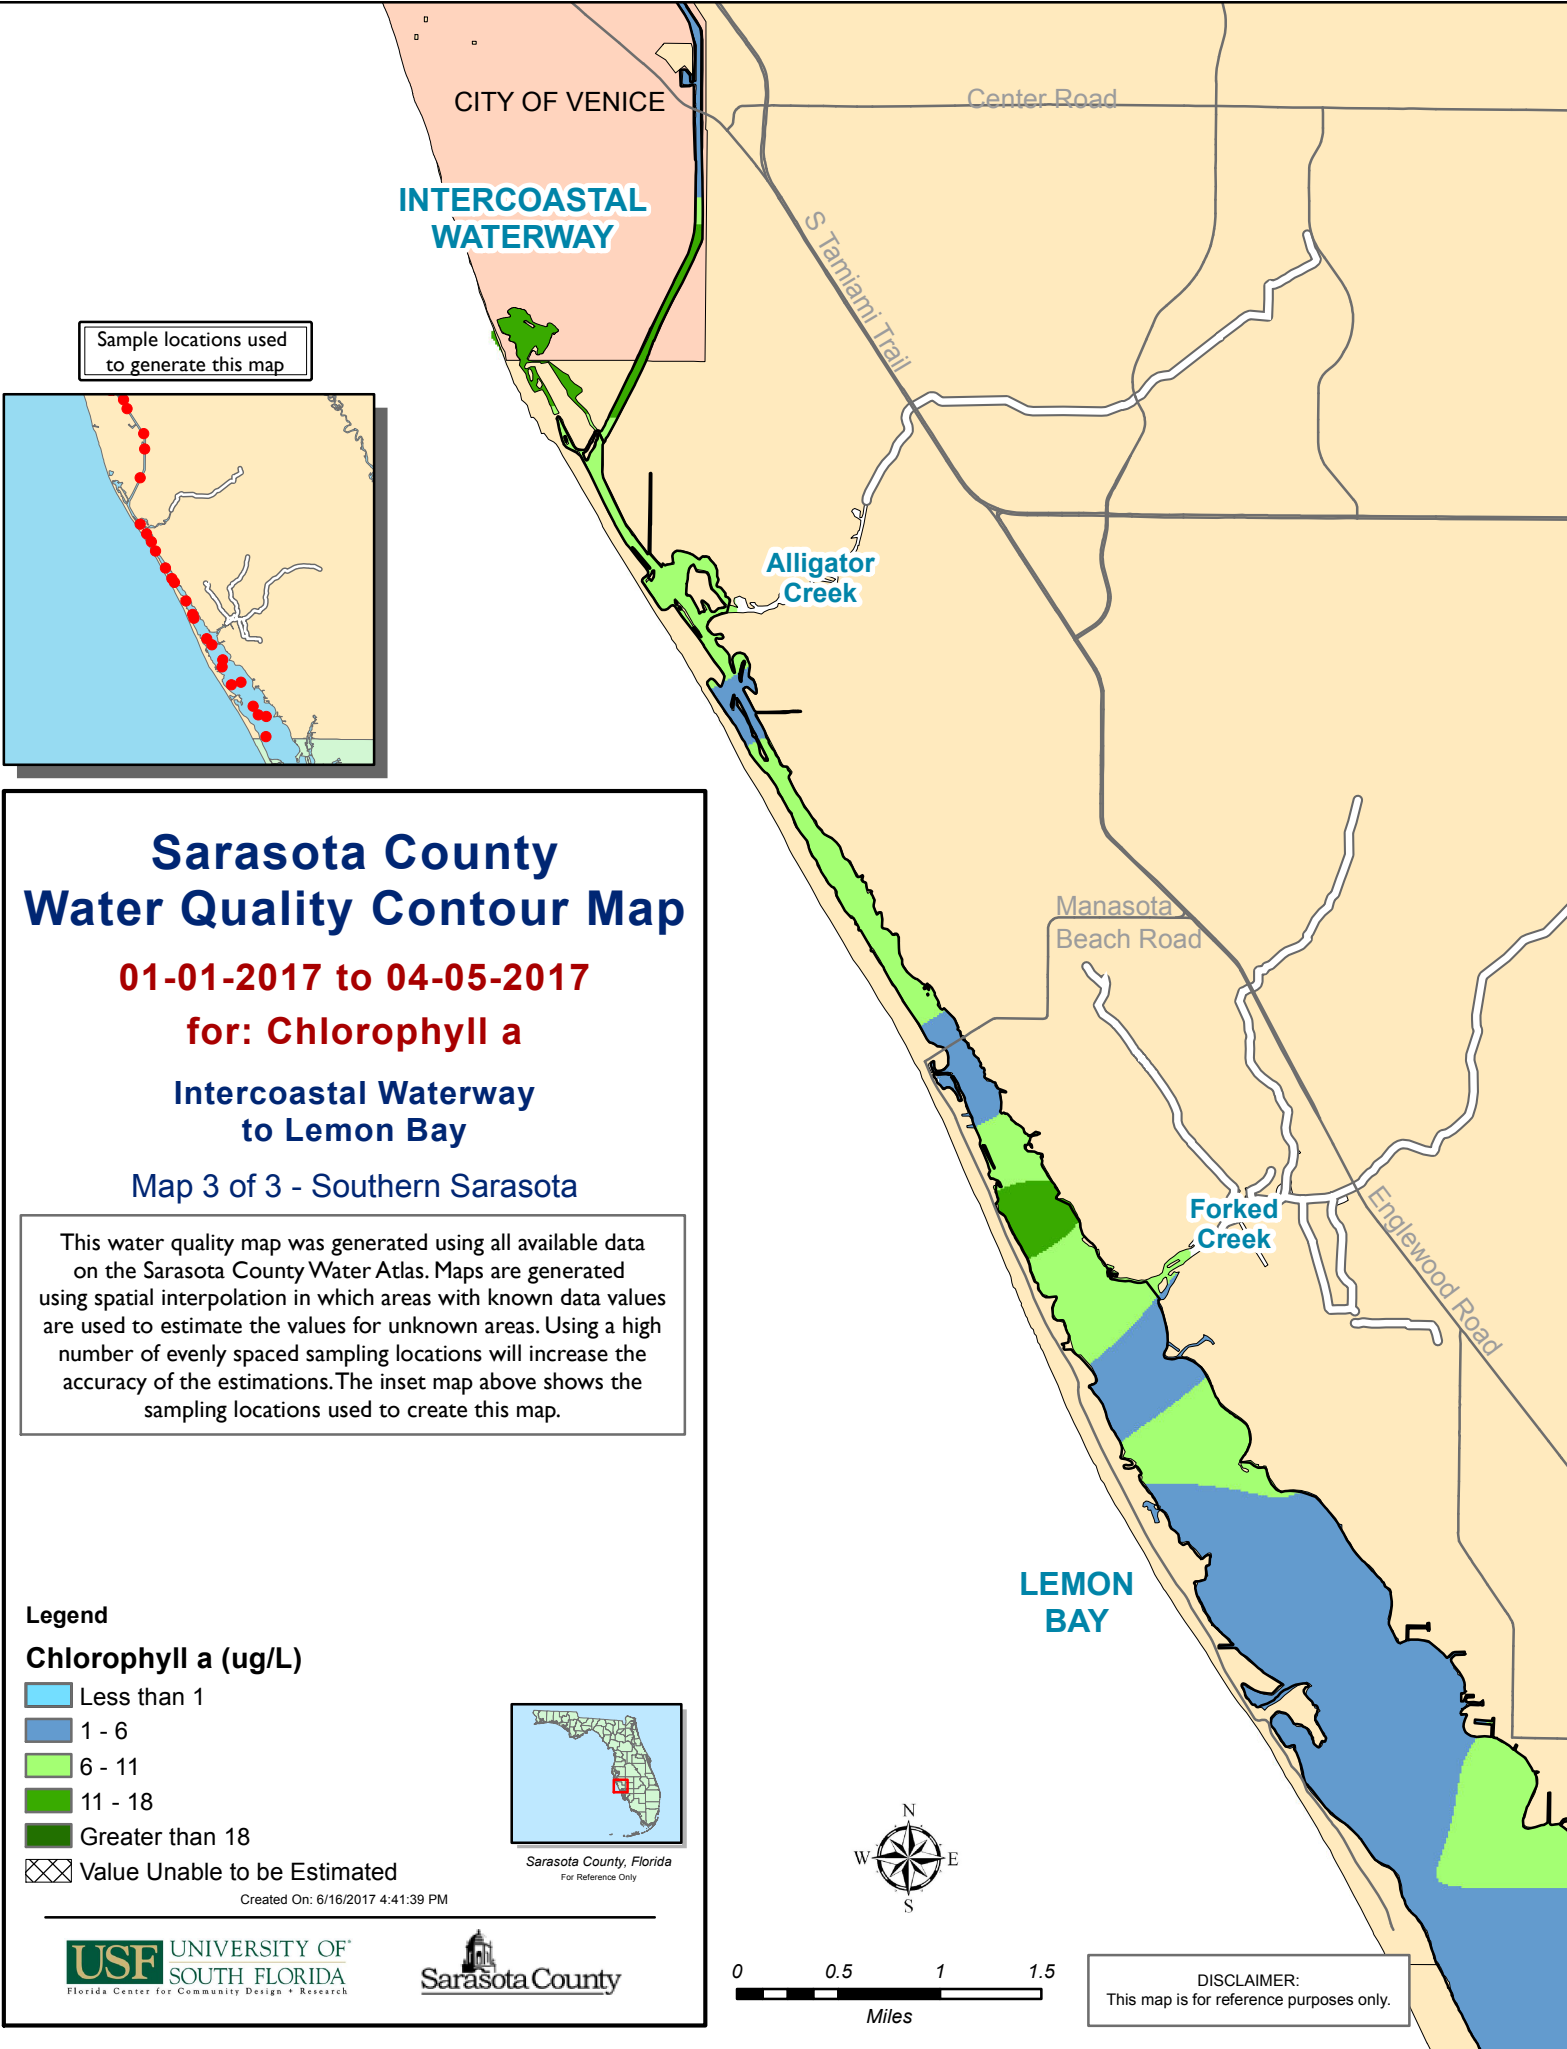 CITY OF VENICE
Center Road
INTERCOASTAL
WATERWAY
S Tamiami Trail
Sample locations used
to generate this map
Alligator
Creek
Sarasota County
Water Quality Contour Map
01-01-2017 to 04-05-2017
for: Chlorophyll a
Intercoastal Waterway
to Lemon Bay
Map 3 of 3 - Southern Sarasota
This water quality map was generated using all available data
on the Sarasota County Water Atlas. Maps are generated
using spatial interpolation in which areas with known data values
are used to estimate the values for unknown areas. Using a high
number of evenly spaced sampling locations will increase the
accuracy of the estimations. The inset map above shows the
sampling locations used to create this map.
Manasota
Beach Road
Forked
Creek
Englewood Road
LEMON
BAY
Legend
Chlorophyll a (ug/L)
Less than 1
1 - 6
6 - 11
11 - 18
Greater than 18
Value Unable to be Estimated
Sarasota County, Florida
For Reference Only
Created On: 6/16/2017 4:41:39 PM
USF UNIVERSITY OF
SOUTH FLORIDA
Florida Center for Community Design + Research
Sarasota County
N
W E
S
0 0.5 1 1.5
Miles
DISCLAIMER:
This map is for reference purposes only.